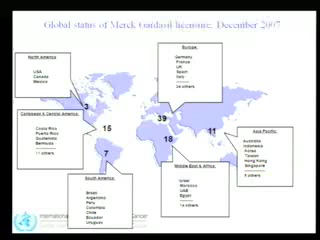 Global status of Merck Gardasil licensure, December 2007
North America
USA
Canada
Mexico
3
Europe:
Germany
France
UK
Spain
Italy
34 others
39
Caribbean & Central America:
Costa Rica
Puerto Rico
Guatemala
Bermuda
11 others
15
18
11
Asia Pacific:
Australia
Indonesia
Korea
Taiwan
Hong Kong
Singapore
5 others
7
South America:
Brazil
Argentina
Peru
Colombia
Chile
Ecuador
Uruguay
Middle East & Africa:
Israel
Morocco
UAE
Egypt
14 others
International
Cancer